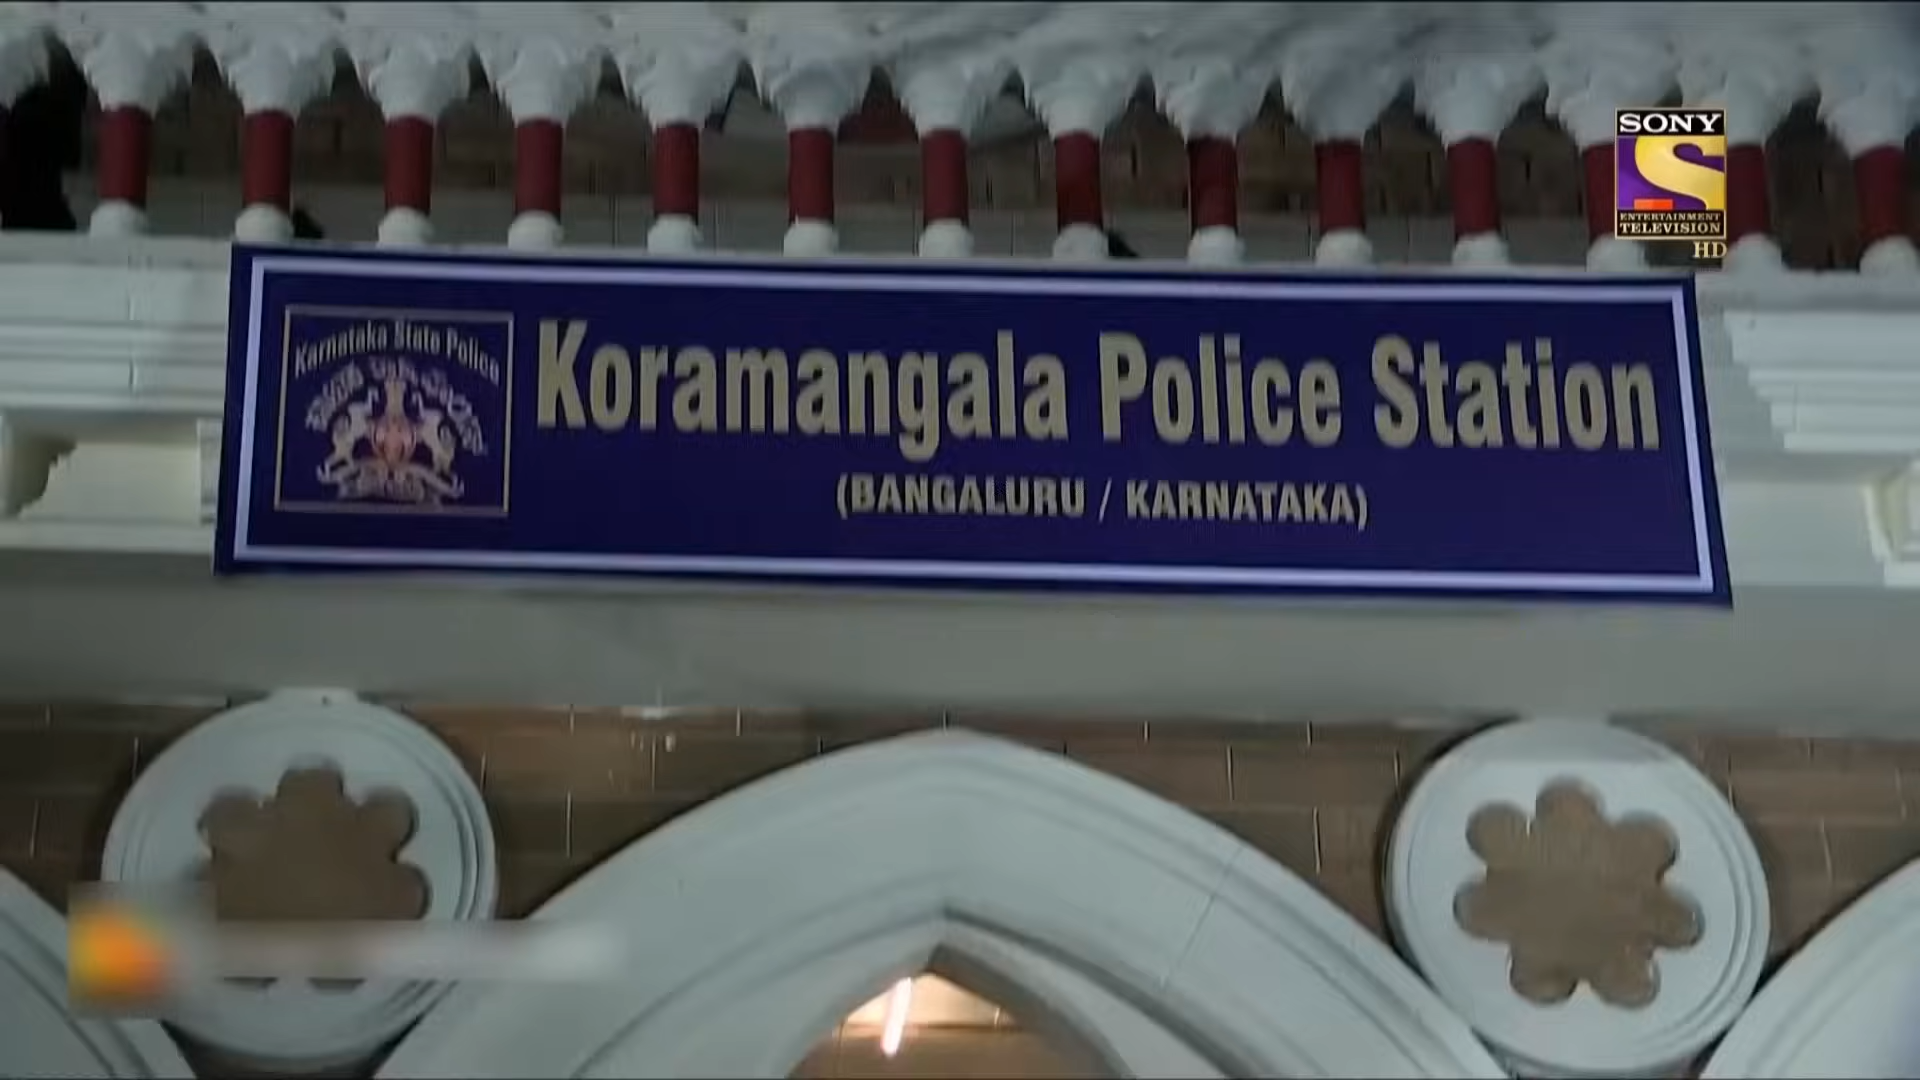 SONY
ENTERTAINMENT
TELEVISION
HD
Karnataka State Police
Koramangala Police Station
(BANGALURU / KARNATAKA)